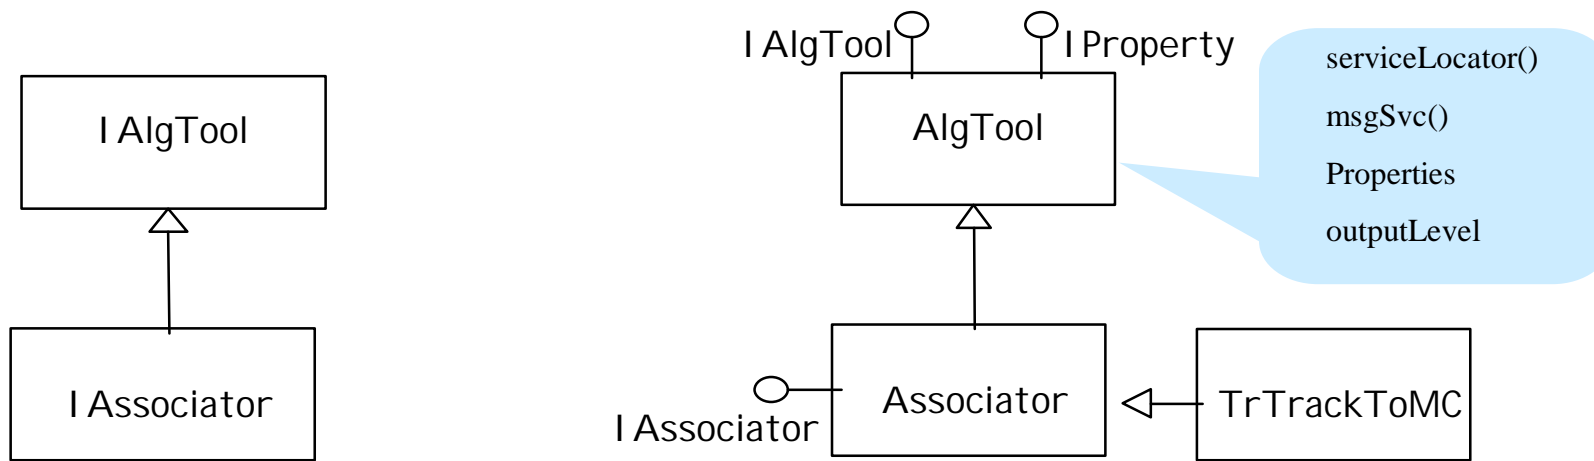 IAlgTool
IProperty
serviceLocator()
IAlgTool
AlgTool
msgSvc()
Properties
outputLevel
IAssociator
Associator
TrTrackToMC
IAssociator